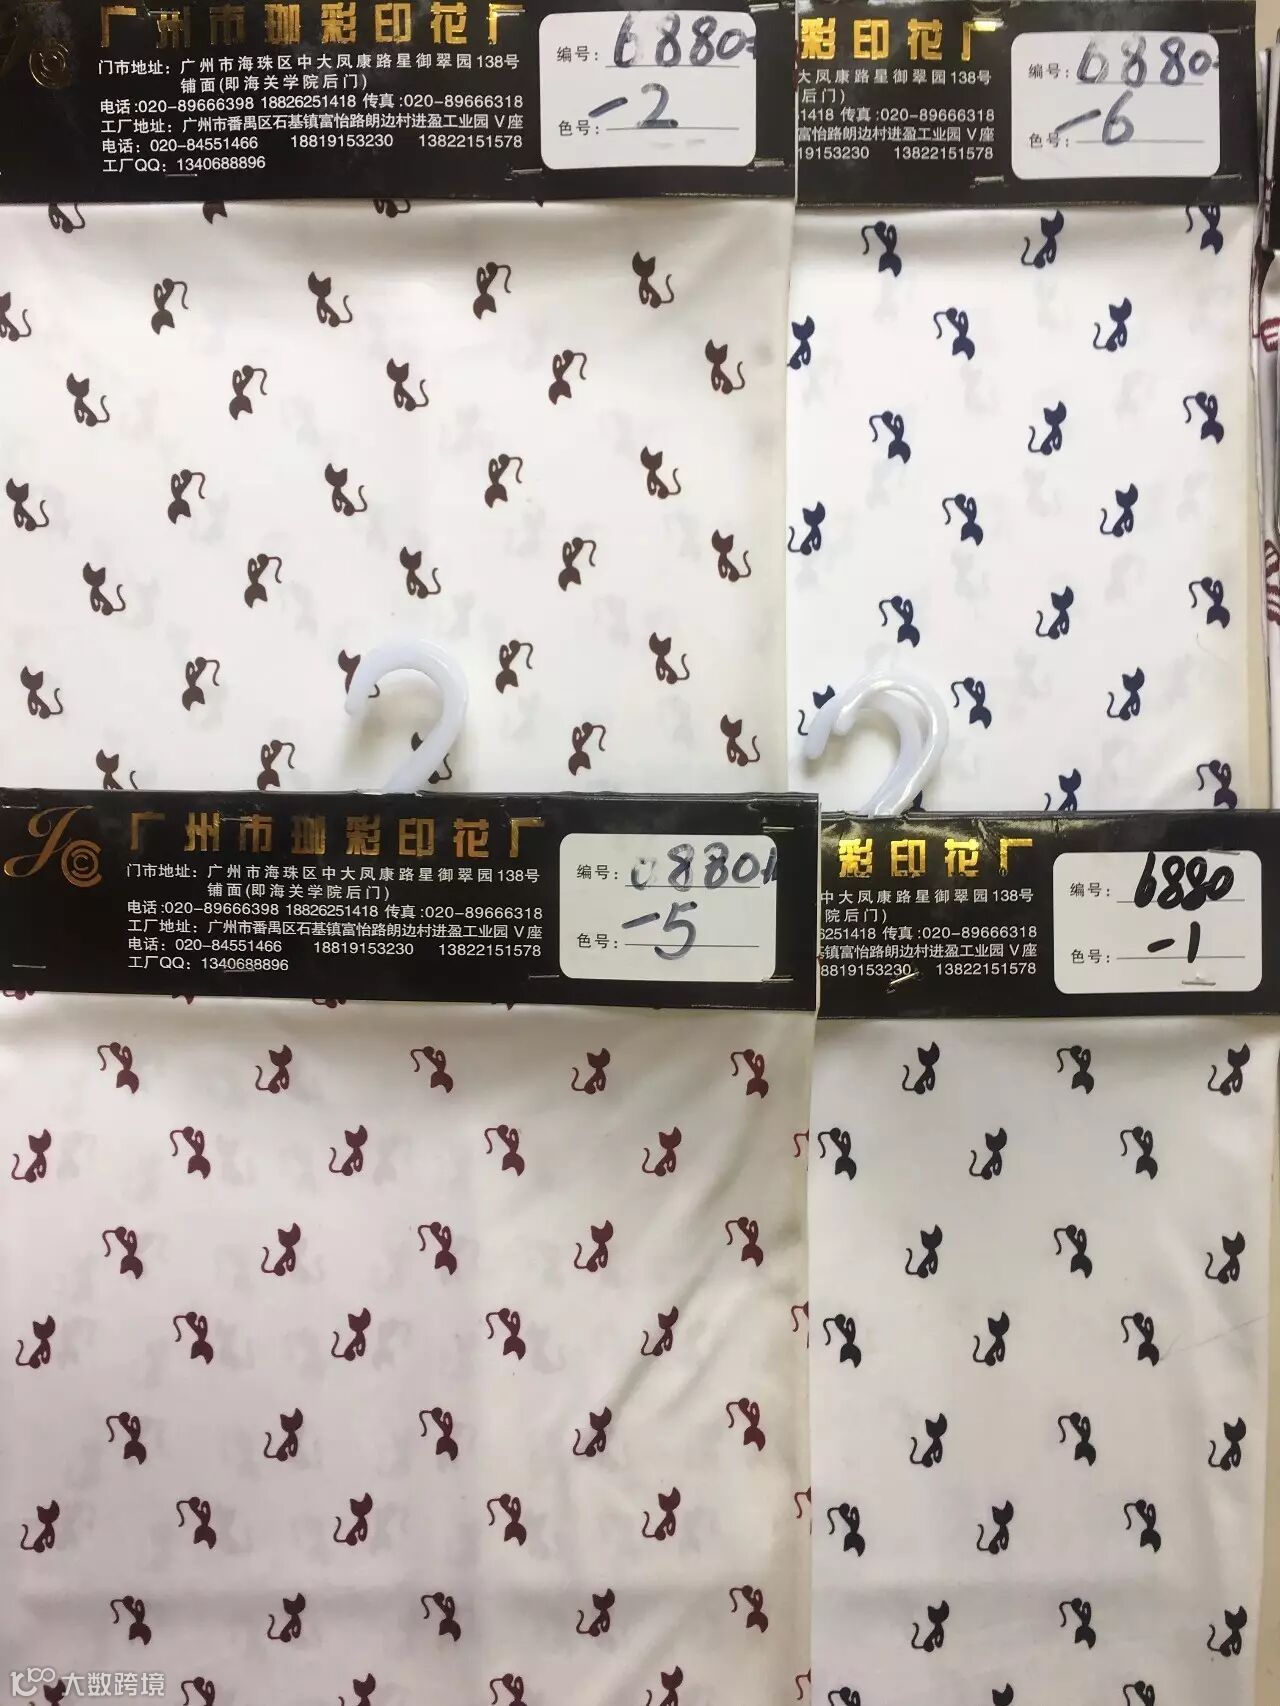 广州市珈彩印花厂
门市地址：广州市海珠区中大凤康路星御翠园138号
铺面(即海关学院后门)
电话:020-89666398 18826251418 传真:020-89666318
工厂地址：广州市番禺区石基镇富怡路朗边村进盈工业园 V座
电话：020-84551466 18819153230 13822151578
工厂QQ：1340688896
编号：6880#
色号：-2
彩印花厂
大凤康路星御翠园138号
后门)
1418 传真:020-89666318
富怡路朗边村进盈工业园 V座
19153230 13822151578
编号：6880#
色号：-6
JCC
广州市珈彩印花厂
门市地址：广州市海珠区中大凤康路星御翠园138号
铺面(即海关学院后门)
电话:020-89666398 18826251418 传真:020-89666318
工厂地址：广州市番禺区石基镇富怡路朗边村进盈工业园 V座
电话：020-84551466 18819153230 13822151578
工厂QQ：1340688896
编号：6880#
色号：-5
彩印花厂
中大凤康路星御翠园138号
院后门)
6251418 传真:020-89666318
镇富怡路朗边村进盈工业园 V座
8819153230 13822151578
编号：6880
色号：-1
大数跨境